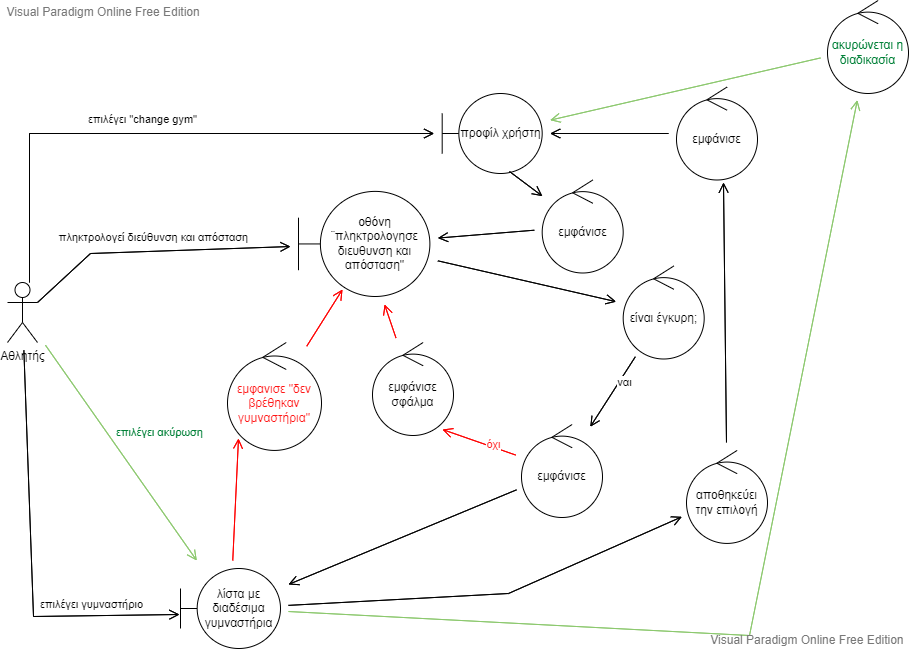 Visual Paradigm Online Free Edition
ακυρώνεται η
διαδικασία
επιλέγει "change gym"
προφίλ χρήστη
εμφάνισε
οθόνη
¨πληκτρολογησε
διευθυνση και
απόσταση"
εμφάνισε
πληκτρολογεί διέυθυνση και απόσταση
είναι έγκυρη;
Αθλητής
ναι
εμφανισε "δεν
βρέθηκαν
γυμναστήρια"
εμφάνισε
σφάλμα
επιλέγει ακύρωση
όχι
εμφάνισε
αποθηκεύει
την επιλογή
επιλέγει γυμναστήριο
λίστα με
διαδέσιμα
γυμναστήρια
Visual Paradigm Online Free Edition